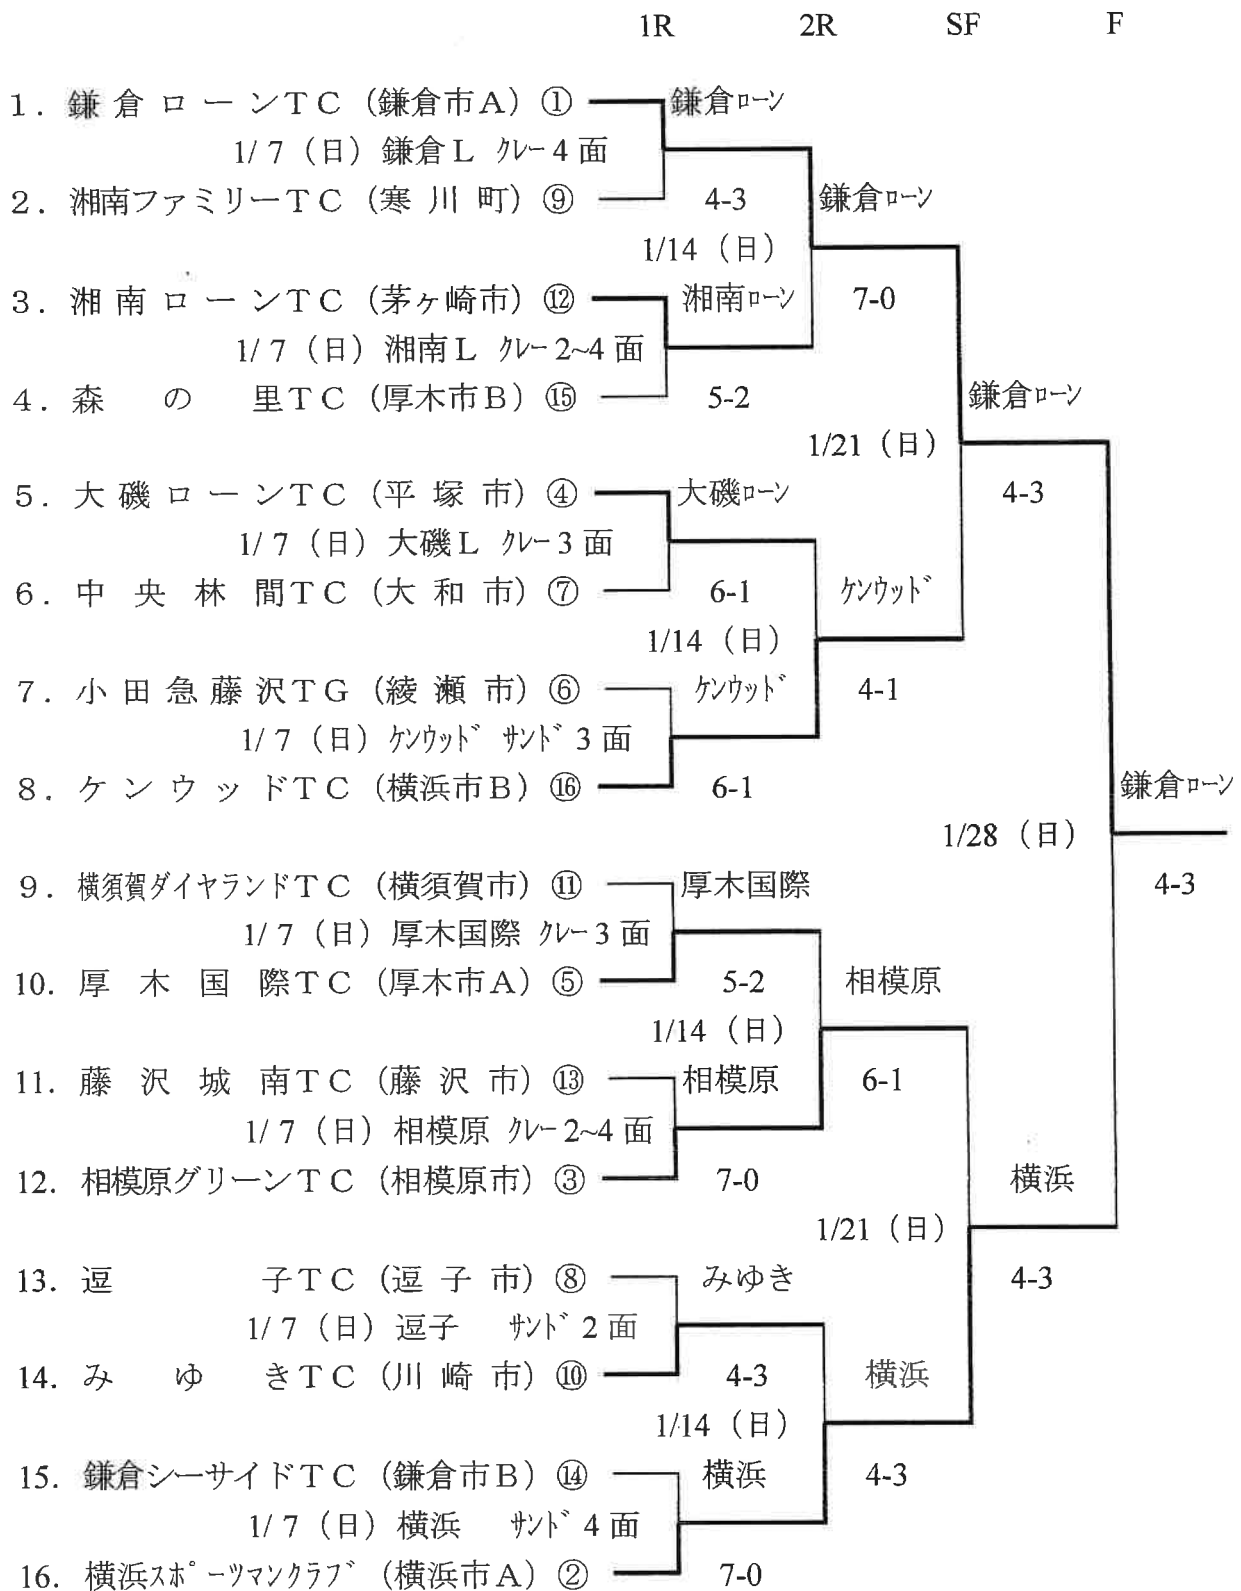 1R 2R SF F
1. 鎌倉ローンTC (鎌倉市A) ① 鎌倉ローン
1/ 7 (日) 鎌倉L クレー4面
2. 湘南ファミリーTC (寒川町) ⑨ 4-3 鎌倉ローン
1/14 (日)
3. 湘南ローンTC (茅ヶ崎市) ⑫ 湘南ローン 7-0
1/ 7 (日) 湘南L クレー2~4面
4. 森の里TC (厚木市B) ⑮ 5-2 鎌倉ローン
1/21 (日)
5. 大磯ローンTC (平塚市) ④ 大磯ローン 4-3
1/ 7 (日) 大磯L クレー3面
6. 中央林間TC (大和市) ⑦ 6-1 ケンウッド
1/14 (日)
7. 小田急藤沢TG (綾瀬市) ⑥ ケンウッド 4-1
1/ 7 (日) ケンウッド サンド3面
8. ケンウッドTC (横浜市B) ⑯ 6-1 鎌倉ローン
1/28 (日)
9. 横須賀ダイヤランドTC (横須賀市) ⑪ 厚木国際 4-3
1/ 7 (日) 厚木国際 クレー3面
10. 厚木国際TC (厚木市A) ⑤ 5-2 相模原
1/14 (日)
11. 藤沢城南TC (藤沢市) ⑬ 相模原 6-1
1/ 7 (日) 相模原 クレー2~4面
12. 相模原グリーンTC (相模原市) ③ 7-0 横浜
1/21 (日)
13. 逗子TC (逗子市) ⑧ みゆき 4-3
1/ 7 (日) 逗子 サンド2面
14. みゆきTC (川崎市) ⑩ 4-3 横浜
1/14 (日)
15. 鎌倉シーサイドTC (鎌倉市B) ⑭ 横浜 4-3
1/ 7 (日) 横浜 サンド4面
16. 横浜スポーツマンクラブ (横浜市A) ② 7-0